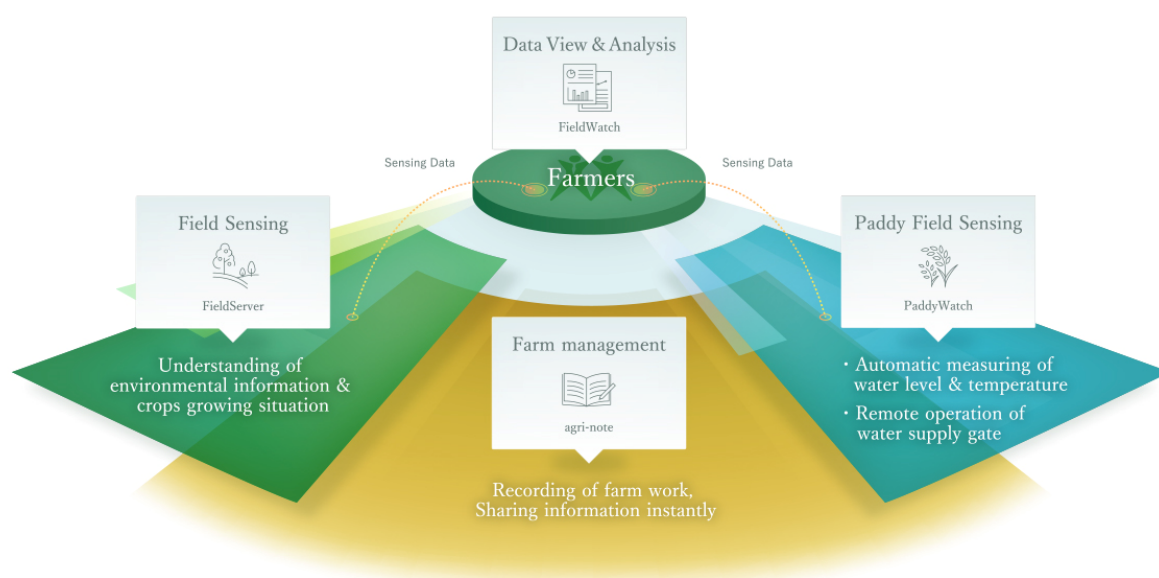 Data View & Analysis
FieldWatch
Sensing Data
Sensing Data
Farmers
Field Sensing
FieldServer
Understanding of
environmental information &
crops growing situation
Farm management
agri-note
Recording of farm work,
Sharing information instantly
Paddy Field Sensing
PaddyWatch
・Automatic measuring of
water level & temperature
・Remote operation of
water supply gate